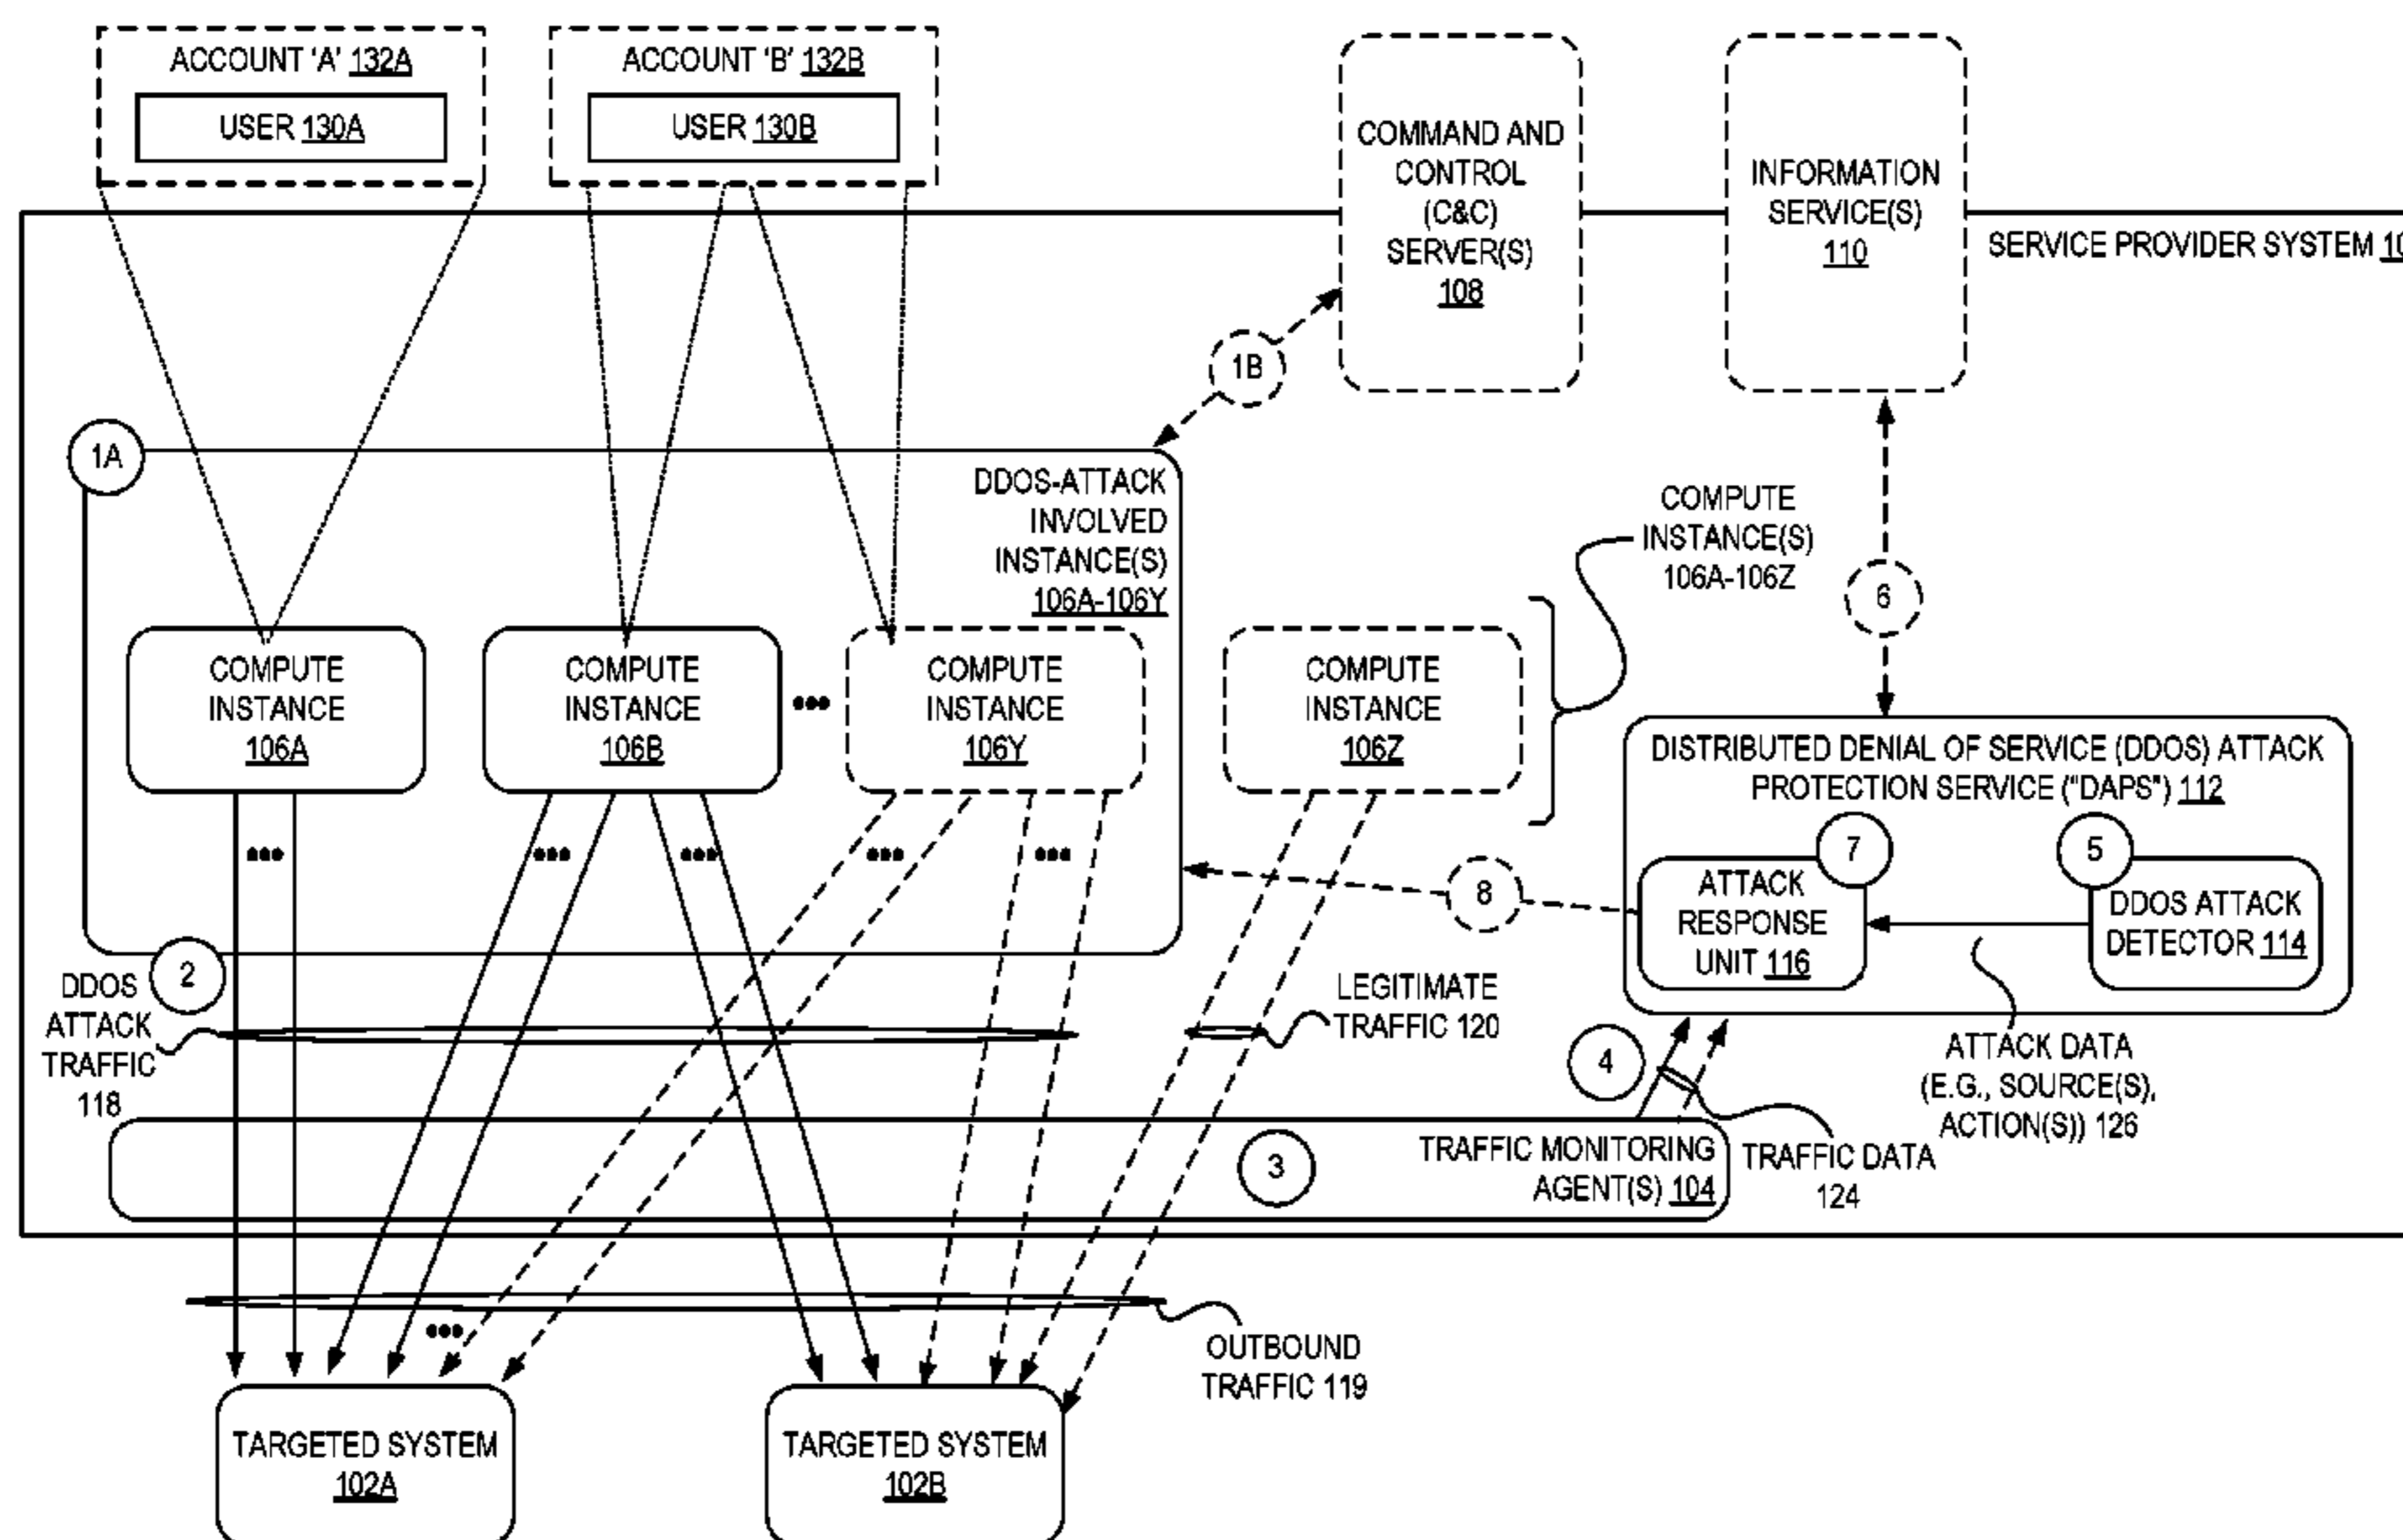 ACCOUNT 'A' 132A
USER 130A
ACCOUNT 'B' 132B
USER 130B
COMMAND AND
CONTROL
(C&C)
SERVER(S)
108
INFORMATION
SERVICE(S)
110
SERVICE PROVIDER SYSTEM 10
1B
1A
DDOS-ATTACK
INVOLVED
INSTANCE(S)
106A-106Y
COMPUTE
INSTANCE(S)
106A-106Z
6
COMPUTE
INSTANCE
106A
COMPUTE
INSTANCE
106B
•••
COMPUTE
INSTANCE
106Y
COMPUTE
INSTANCE
106Z
DISTRIBUTED DENIAL OF SERVICE (DDOS) ATTACK
PROTECTION SERVICE ("DAPS") 112
•••
•••
•••
•••
•••
7
5
8
ATTACK
RESPONSE
UNIT 116
DDOS ATTACK
DETECTOR 114
2
DDOS
ATTACK
TRAFFIC
118
LEGITIMATE
TRAFFIC 120
4
ATTACK DATA
(E.G., SOURCE(S),
ACTION(S)) 126
3
TRAFFIC MONITORING
AGENT(S) 104
TRAFFIC DATA
124
•••
OUTBOUND
TRAFFIC 119
TARGETED SYSTEM
102A
TARGETED SYSTEM
102B